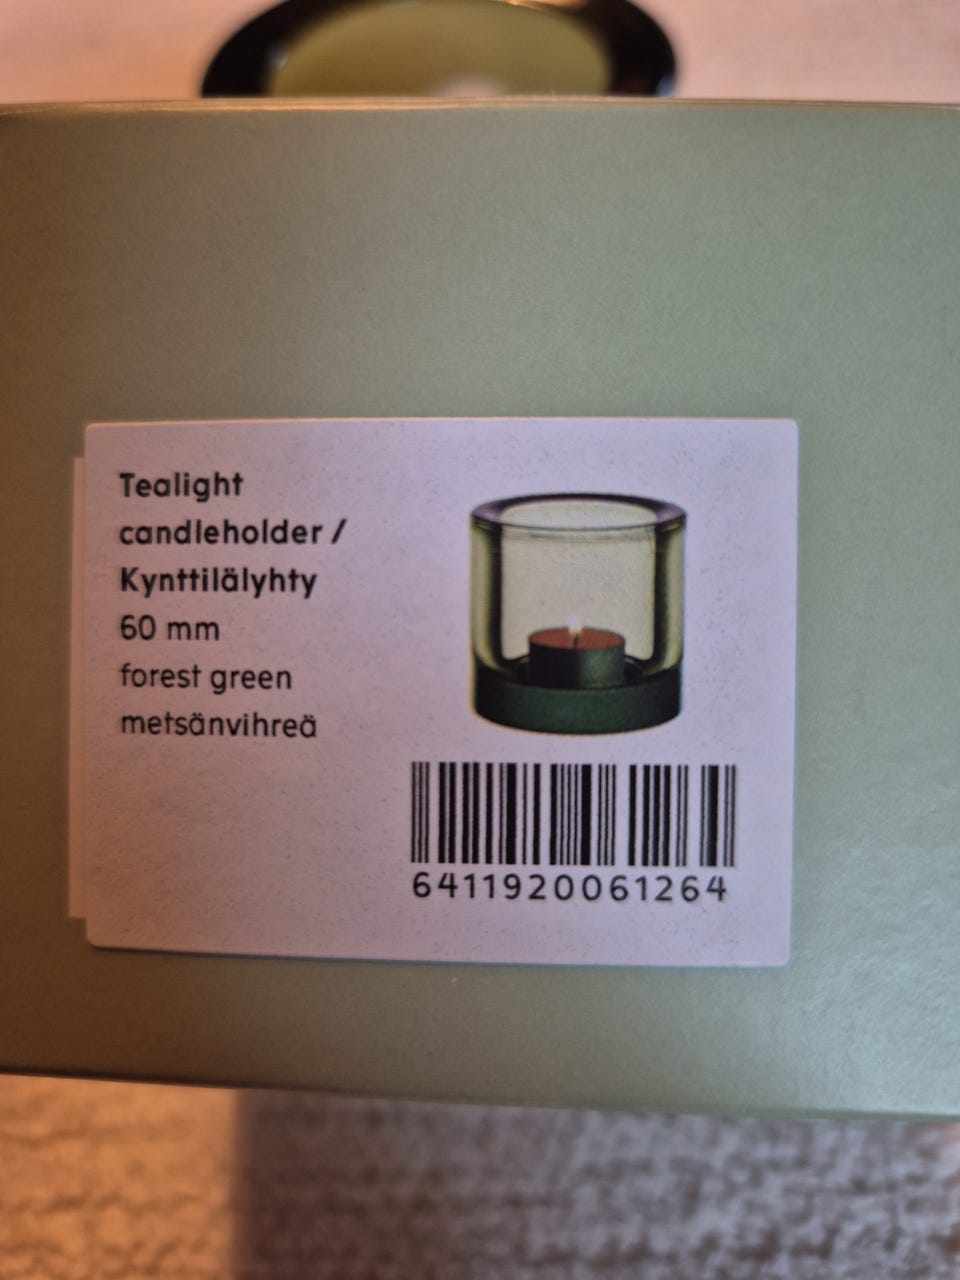 Tealight
candleholder /
Kynttilälyhty
60 mm
forest green
metsänvihreä
6411920061264